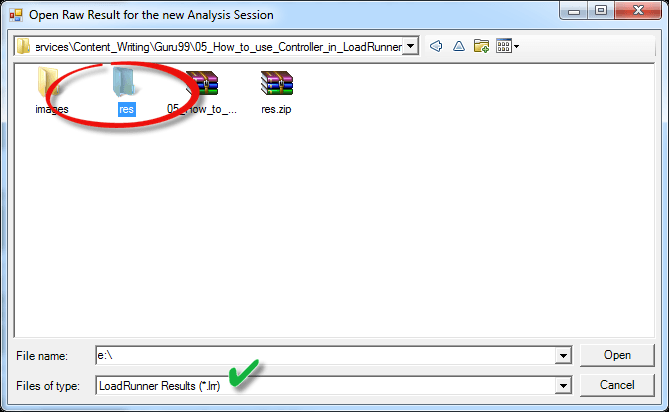 Open Raw Result for the new Analysis Session
ervices\Content_Writing\Guru99\05_How_to_use_Controller_in_LoadRunner
images
res
05_How_to_...
res.zip
File name:
e:\
Open
Files of type:
LoadRunner Results (*.lrr)
Cancel